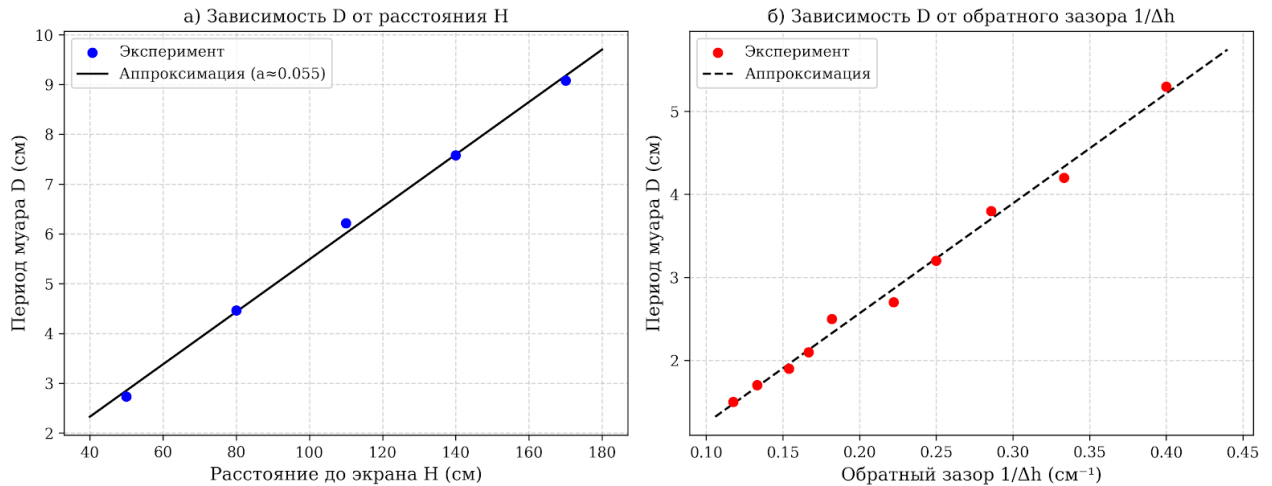 а) Зависимость D от расстояния H
Эксперимент
Аппроксимация (a≈0.055)
Период муара D (см)
10
9
8
7
6
5
4
3
2
40 60 80 100 120 140 160 180
Расстояние до экрана H (см)
б) Зависимость D от обратного зазора 1/Δh
Эксперимент
Аппроксимация
Период муара D (см)
5
4
3
2
0.10 0.15 0.20 0.25 0.30 0.35 0.40 0.45
Обратный зазор 1/Δh (см⁻¹)